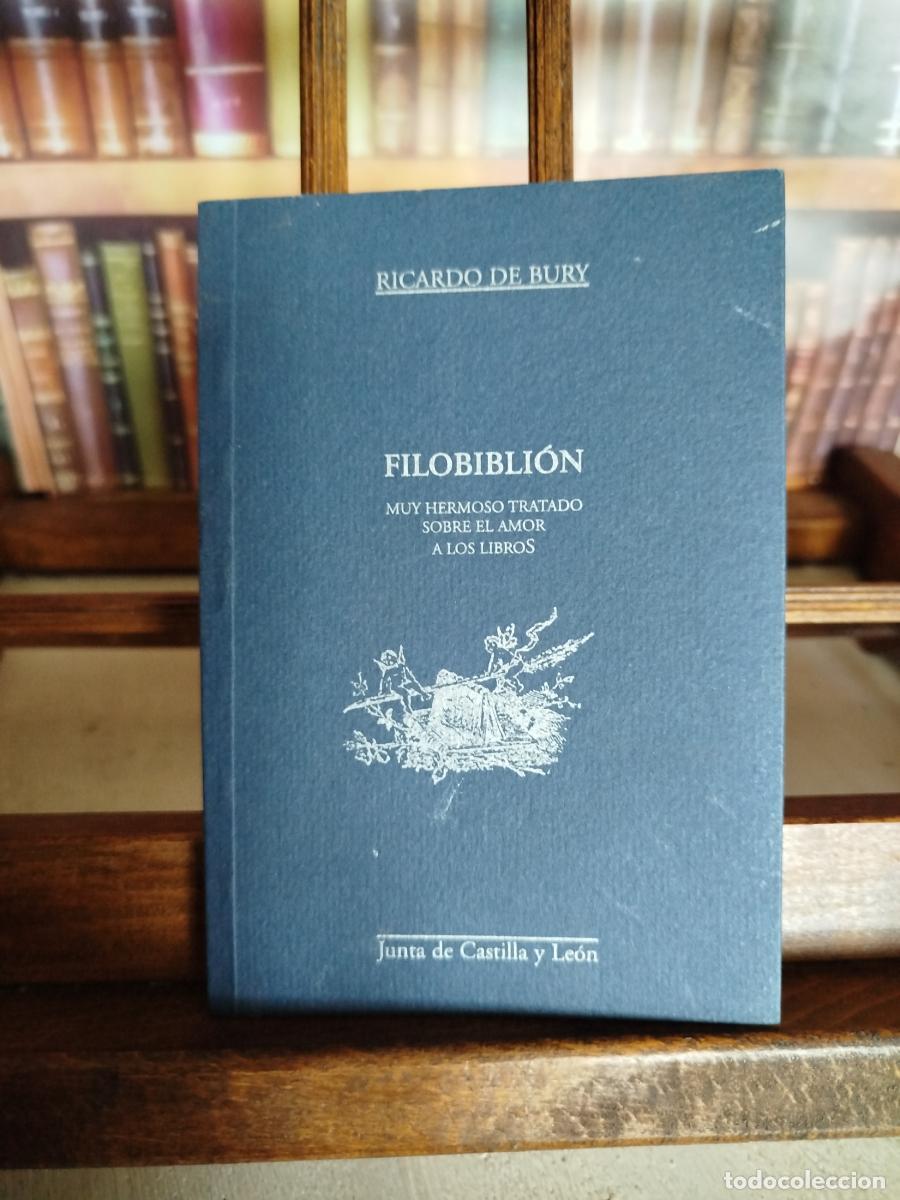 RICARDO DE BURY
FILOBIBLIÓN
MUY HERMOSO TRATADO
SOBRE EL AMOR
A LOS LIBROS
Junta de Castilla y León
todocoleccion